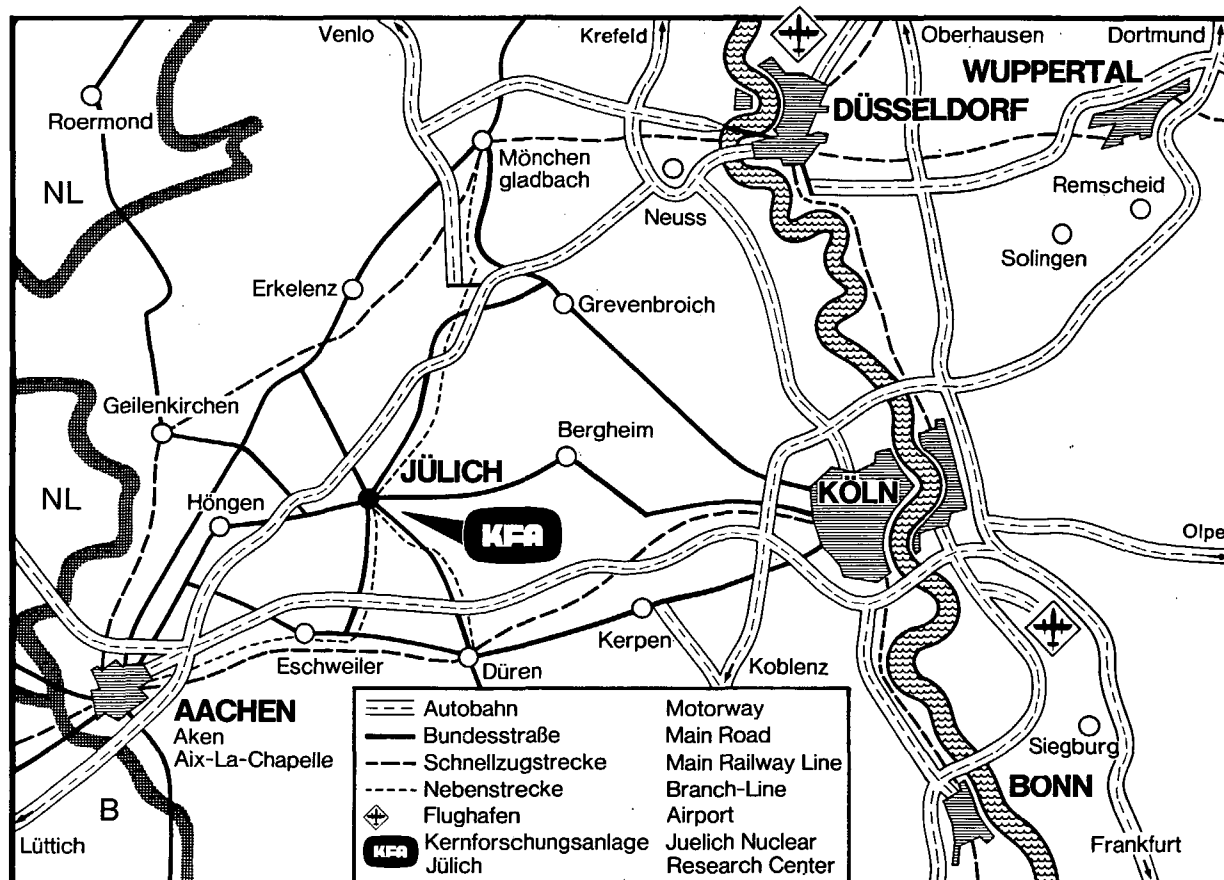 Venlo
Krefeld
Oberhausen
Dortmund
WUPPERTAL
DÜSSELDORF
Roermond
Mönchen
gladbach
NL
Neuss
Remscheid
Solingen
Erkelenz
Grevenbroich
Geilenkirchen
Bergheim
JÜLICH
KÖLN
NL
Höngen
KFA
Olpe
Kerpen
Eschweiler
Düren
Koblenz
AACHEN
Aken
Aix-La-Chapelle
Siegburg
BONN
B
Lüttich
Frankfurt
Autobahn Motorway
Bundesstraße Main Road
Schnellzugstrecke Main Railway Line
Nebenstrecke Branch-Line
Flughafen Airport
KFA Kernforschungsanlage Juelich Nuclear
Jülich Research Center